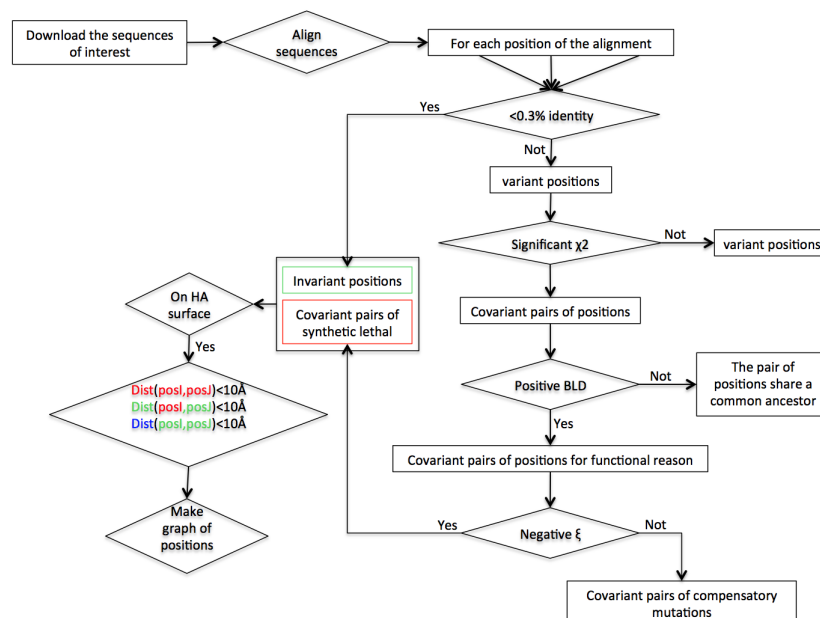 Download the sequences
of interest
Align
sequences
For each position of the alignment
<0.3% identity
Yes
Not
variant positions
Significant χ2
Not
variant positions
Invariant positions
Covariant pairs of
synthetic lethal
On HA
surface
Yes
Covariant pairs of positions
Positive BLD
Not
The pair of
positions share a
common ancestor
Yes
Dist(posI,posJ)<10Å
Dist(posI,posJ)<10Å
Dist(posI,posJ)<10Å
Covariant pairs of positions for functional reason
Make
graph of
positions
Yes
Negative ξ
Not
Covariant pairs of compensatory
mutations